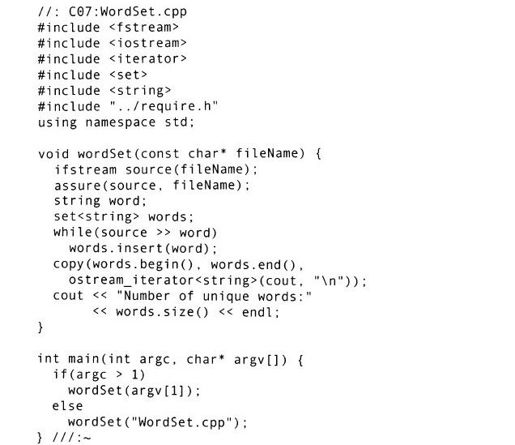 //: C07:WordSet.cpp
#include <fstream>
#include <iostream>
#include <iterator>
#include <set>
#include <string>
#include "../require.h"
using namespace std;

void wordSet(const char* fileName) {
  ifstream source(fileName);
  assure(source, fileName);
  string word;
  set<string> words;
  while(source >> word)
    words.insert(word);
  copy(words.begin(), words.end(),
    ostream_iterator<string>(cout, "\n"));
  cout << "Number of unique words:"
       << words.size() << endl;
}

int main(int argc, char* argv[]) {
  if(argc > 1)
    wordSet(argv[1]);
  else
    wordSet("WordSet.cpp");
} ///:~